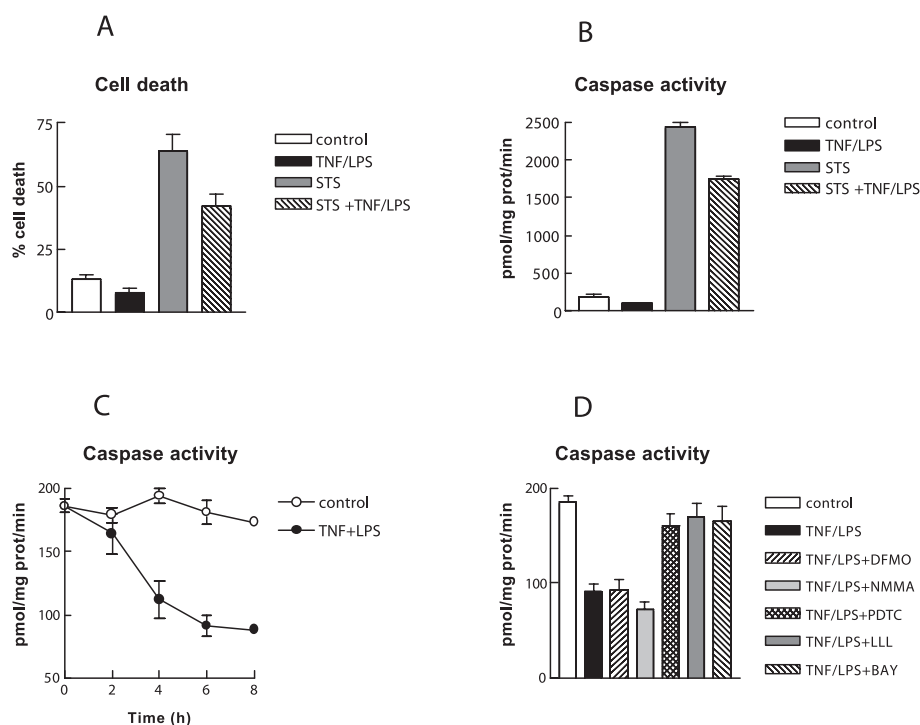 A
Cell death
75
50
25
0
% cell death
control
TNF/LPS
STS
STS +TNF/LPS
B
Caspase activity
2500
2000
1500
1000
500
0
pmol/mg prot/min
control
TNF/LPS
STS
STS +TNF/LPS
C
Caspase activity
200
150
100
50
pmol/mg prot/min
0 2 4 6 8
Time (h)
control
TNF+LPS
D
Caspase activity
200
100
0
pmol/mg prot/min
control
TNF/LPS
TNF/LPS+DFMO
TNF/LPS+NMMA
TNF/LPS+PDTC
TNF/LPS+LLL
TNF/LPS+BAY